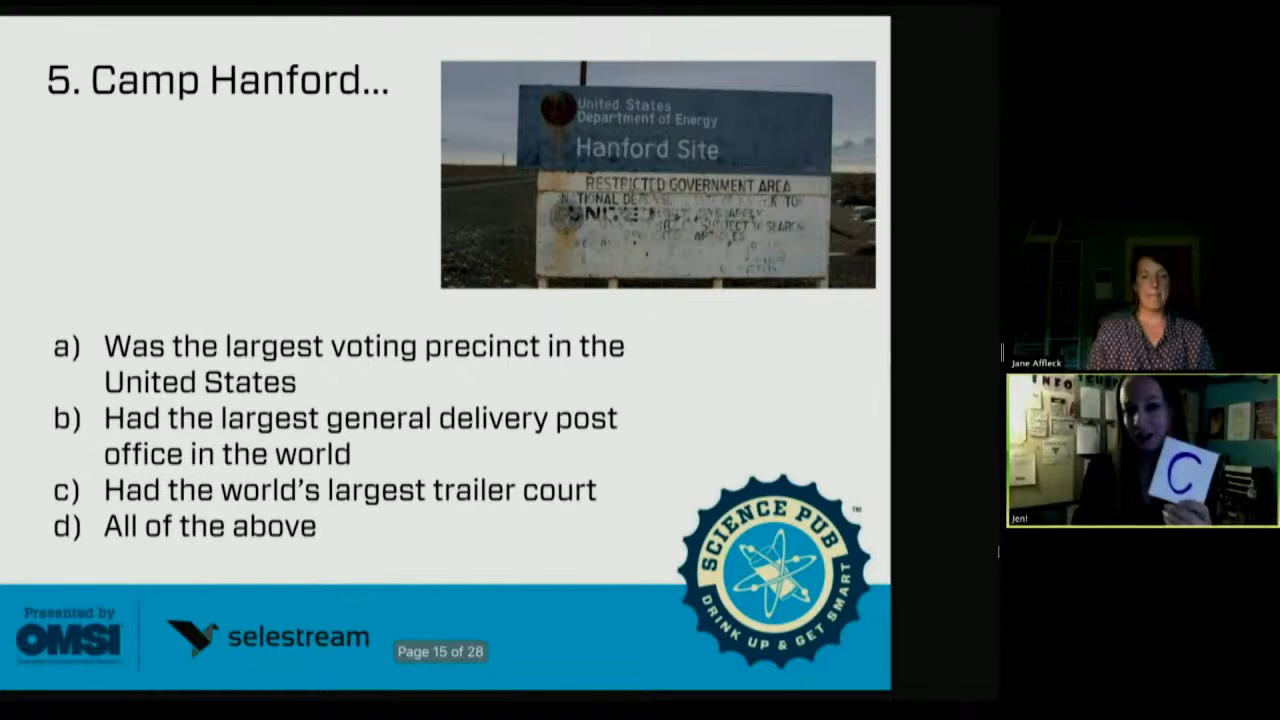 5. Camp Hanford...
United States
Department of Energy
Hanford Site
RESTRICTED GOVERNMENT AREA
a) Was the largest voting precinct in the
United States
b) Had the largest general delivery post
office in the world
c) Had the world's largest trailer court
d) All of the above
SCIENCE PUB
DRINK UP & GET SMART
™
Presented by
OMSI
selestream
Page 15 of 28
Jane Affleck
C
Jen!